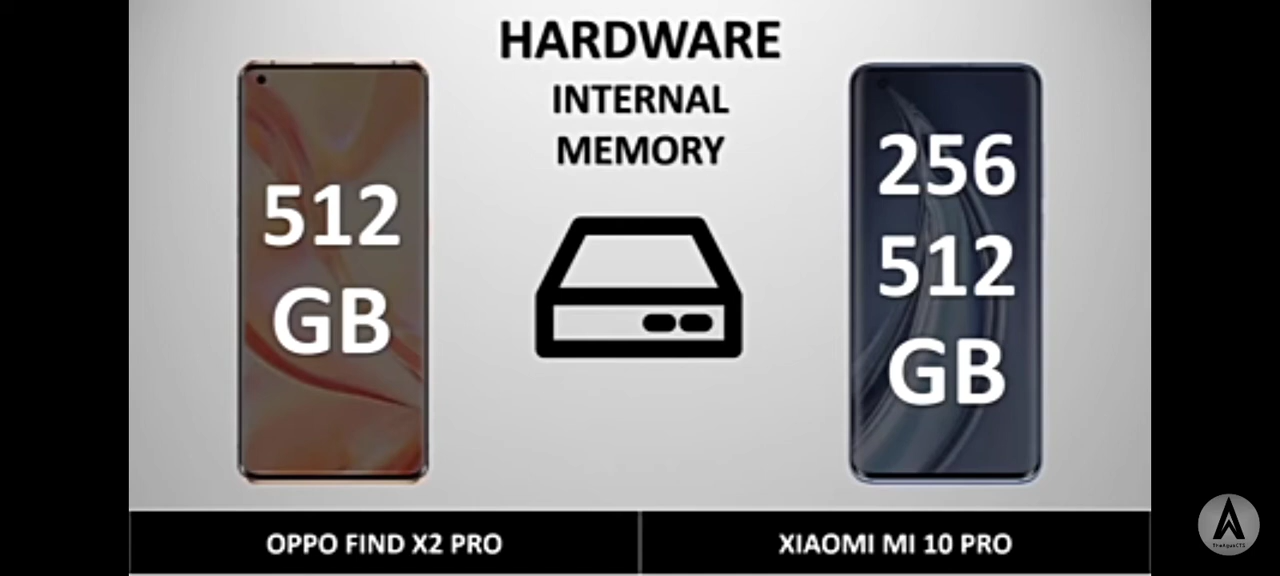 HARDWARE
INTERNAL
MEMORY
512
GB
256
512
GB
OPPO FIND X2 PRO
XIAOMI MI 10 PRO